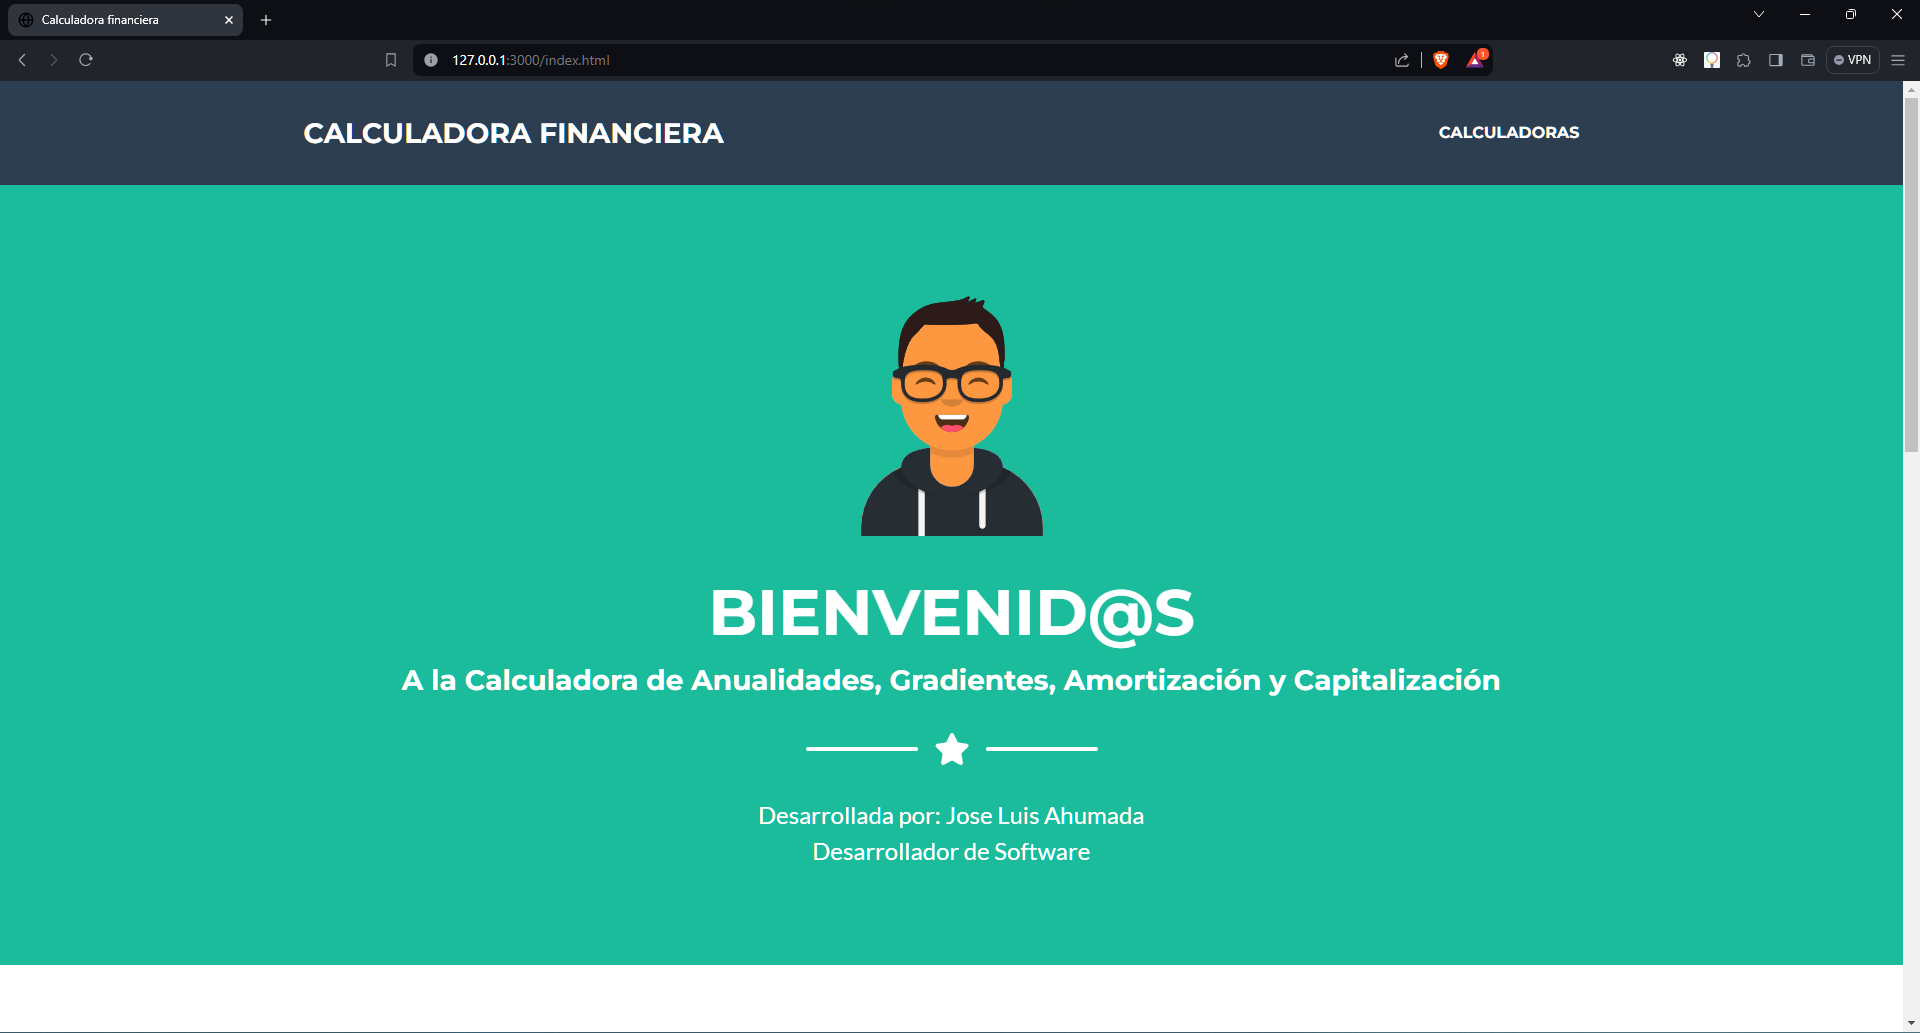 Calculadora financiera
127.0.0.1:3000/index.html
1
VPN
CALCULADORA FINANCIERA
CALCULADORAS
BIENVENID@S
A la Calculadora de Anualidades, Gradientes, Amortización y Capitalización
Desarrollada por: Jose Luis Ahumada
Desarrollador de Software